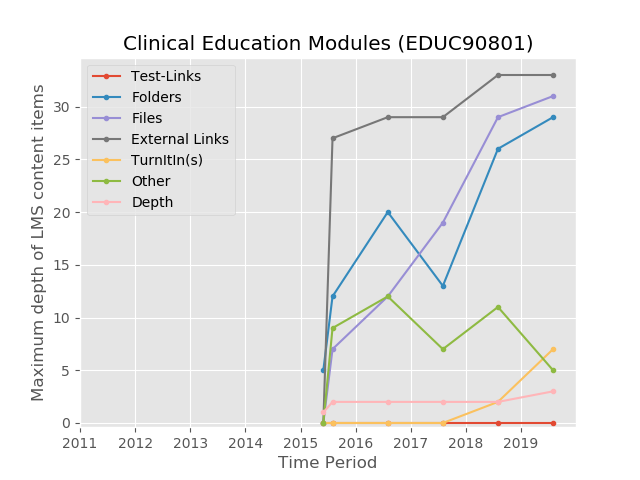 Clinical Education Modules (EDUC90801)
Test-Links
Folders
Files
External Links
TurnItIn(s)
Other
Depth
Maximum depth of LMS content items
30
25
20
15
10
5
0
2011 2012 2013 2014 2015 2016 2017 2018 2019
Time Period